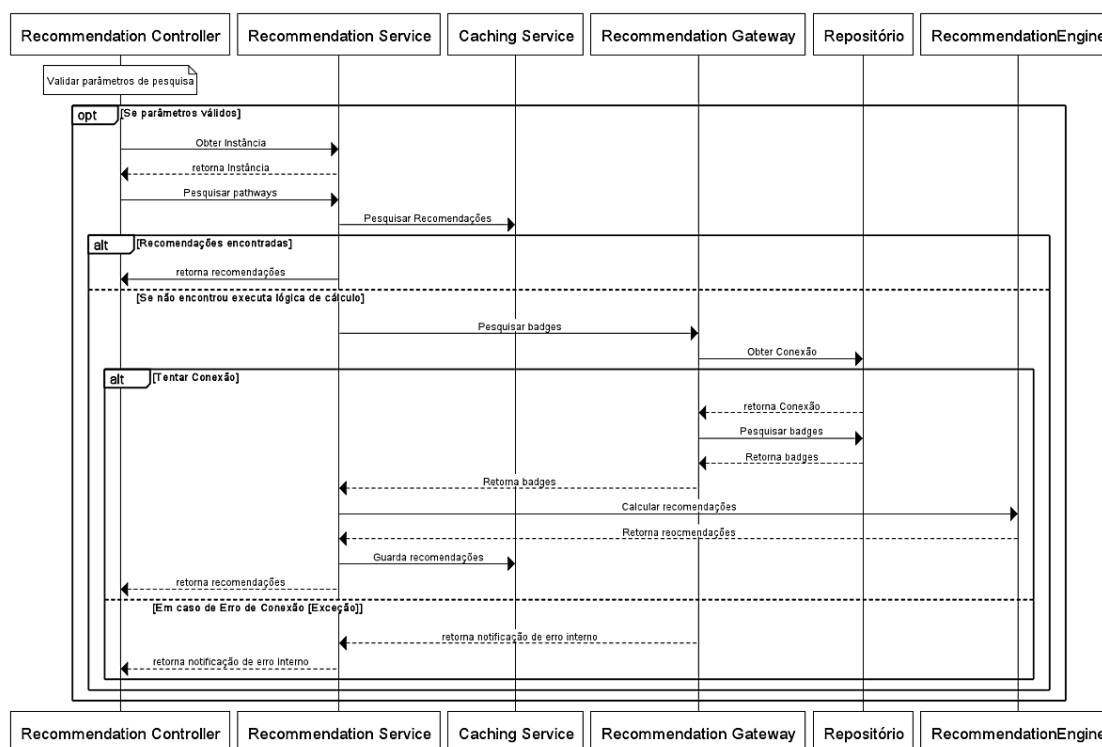 Recommendation Controller
Recommendation Service
Caching Service
Recommendation Gateway
Repositório
RecommendationEngine
Validar parâmetros de pesquisa
opt
[Se parâmetros válidos]
Obter Instância
retorna Instância
Pesquisar pathways
Pesquisar Recomendações
alt
[Recomendações encontradas]
retorna recomendações
[Se não encontrou executa lógica de cálculo]
Pesquisar badges
Obter Conexão
alt
[Tentar Conexão]
retorna Conexão
Pesquisar badges
Retorna badges
Retorna badges
Calcular recomendações
Retorna reocmendações
Guarda recomendações
retorna recomendações
[Em caso de Erro de Conexão [Exceção]]
retorna notificação de erro interno
retorna notificação de erro interno
Recommendation Controller
Recommendation Service
Caching Service
Recommendation Gateway
Repositório
RecommendationEngine